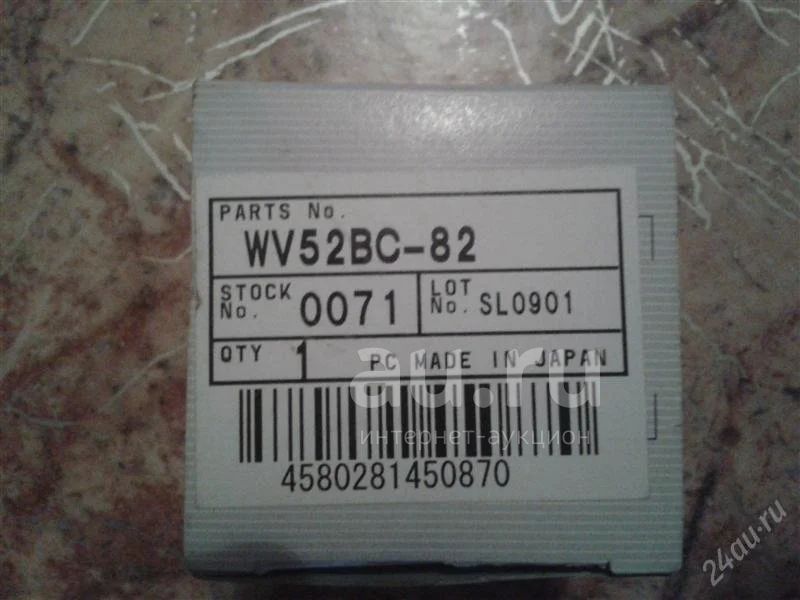 PARTS No.
WV52BC-82
STOCK No. 0071 LOT No. SL0901
QTY 1 PC MADE IN JAPAN
au.ru
интернет-аукцион
4580281450870
24au.ru